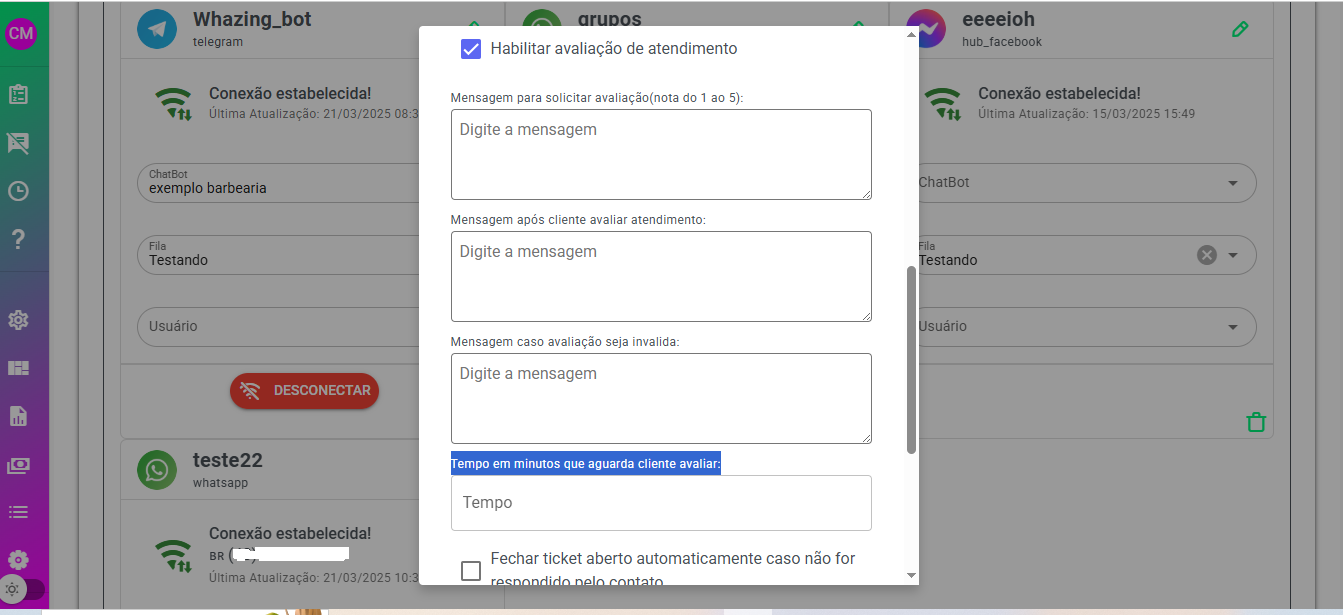 CM
Whazing_bot
telegram
Conexão estabelecida!
Última Atualização: 21/03/2025 08:3
ChatBot
exemplo barbearia
Fila
Testando
Usuário
DESCONECTAR
teste22
whatsapp
Conexão estabelecida!
BR (
Última Atualização: 21/03/2025 10:3
grupos
Habilitar avaliação de atendimento
Mensagem para solicitar avaliação(nota do 1 ao 5):
Digite a mensagem
Mensagem após cliente avaliar atendimento:
Digite a mensagem
Mensagem caso avaliação seja invalida:
Digite a mensagem
Tempo em minutos que aguarda cliente avaliar:
Tempo
Fechar ticket aberto automaticamente caso não for
respondido pelo contato
eeeeioh
hub_facebook
Conexão estabelecida!
Última Atualização: 15/03/2025 15:49
ChatBot
Fila
Testando
Usuário